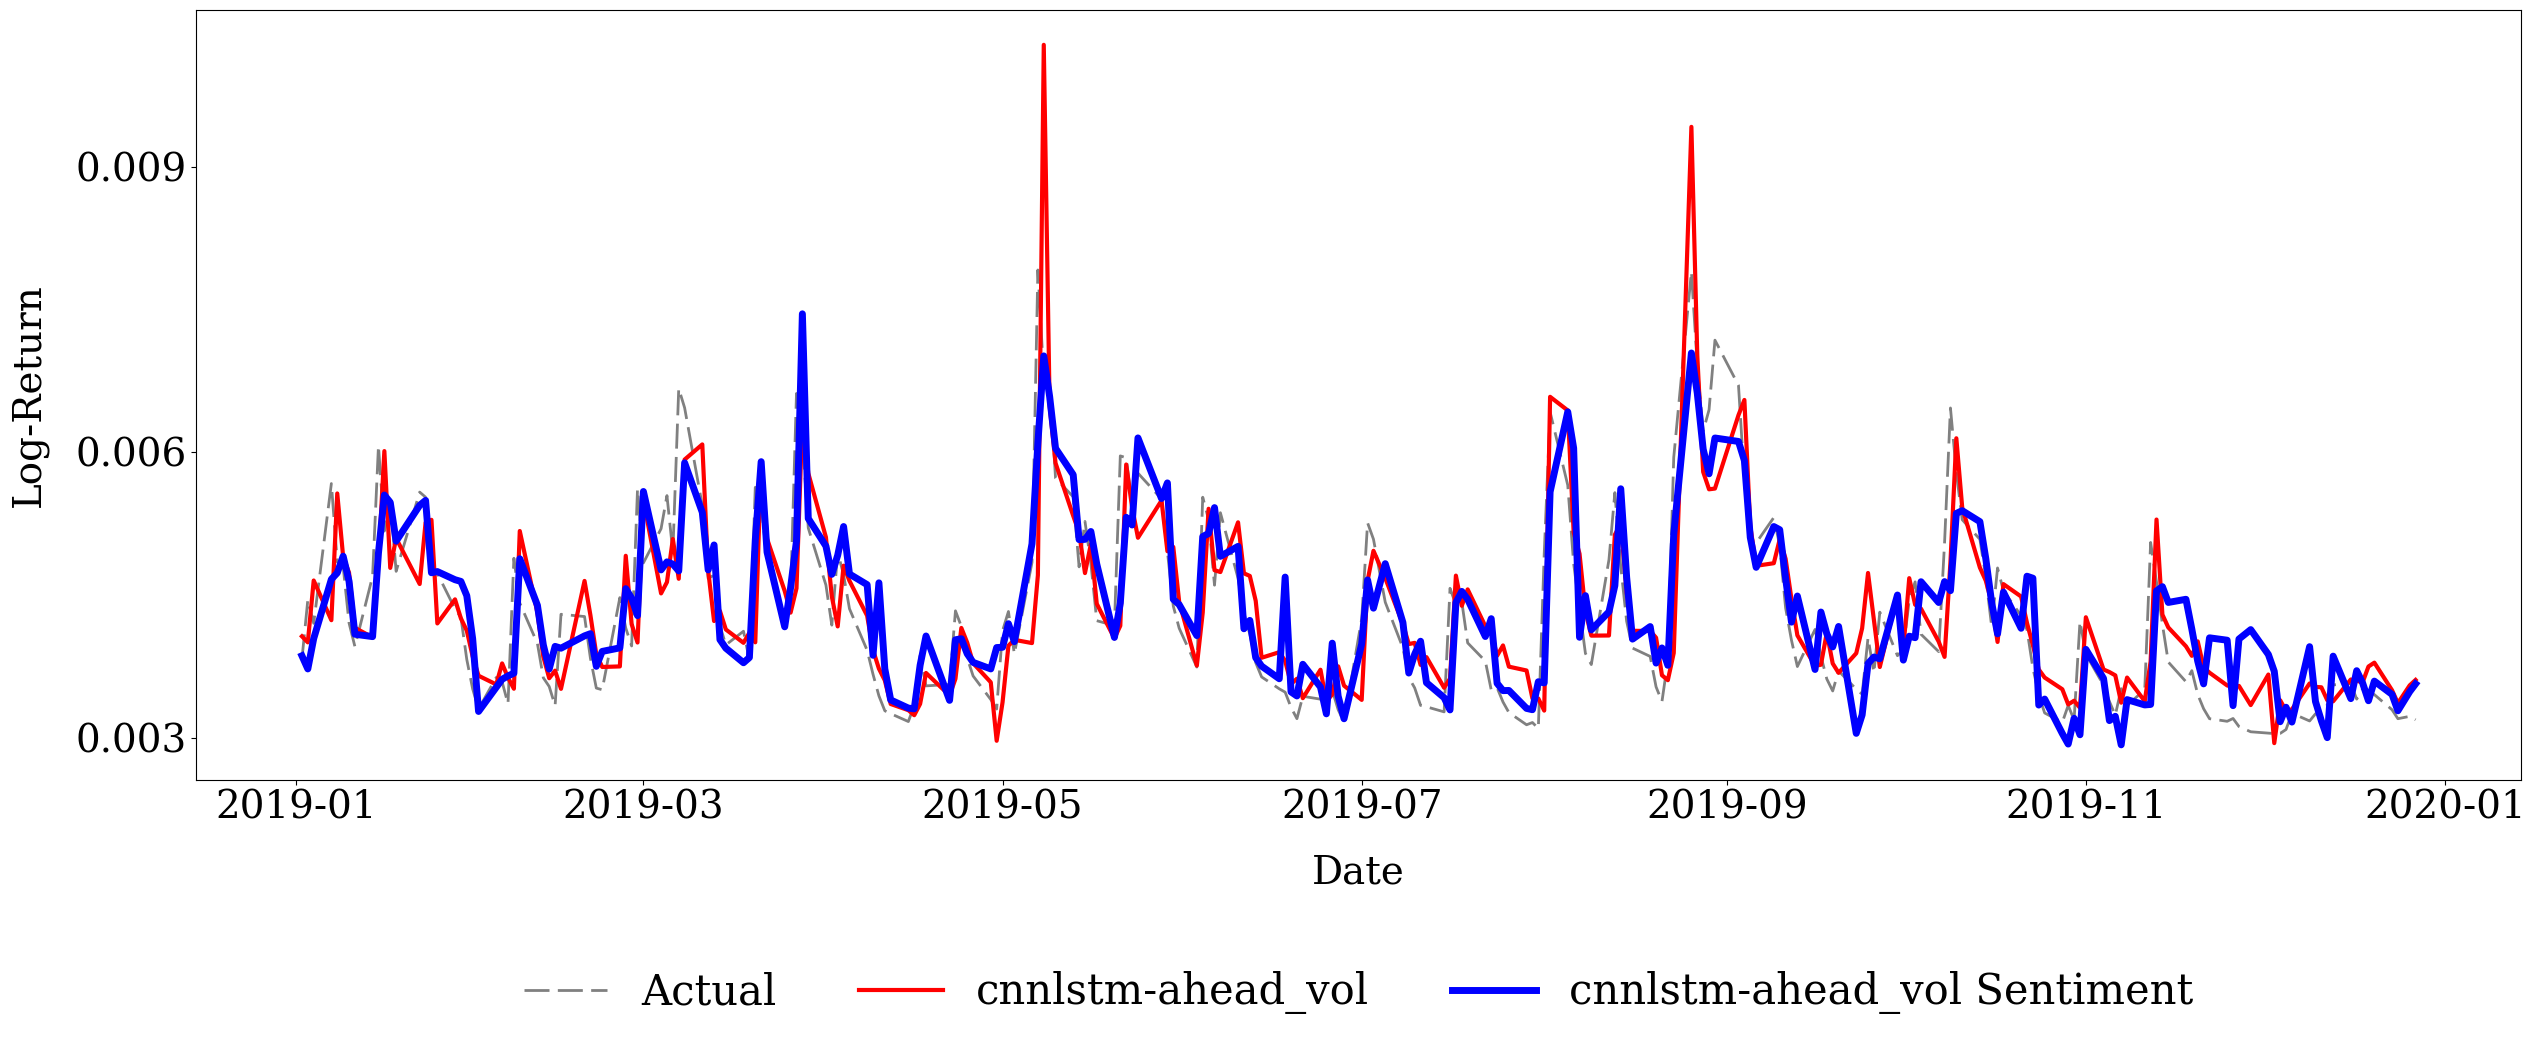 Log-Return
0.009
0.006
0.003
2019-01 2019-03 2019-05 2019-07 2019-09 2019-11 2020-01
Date
Actual cnnlstm-ahead_vol cnnlstm-ahead_vol Sentiment